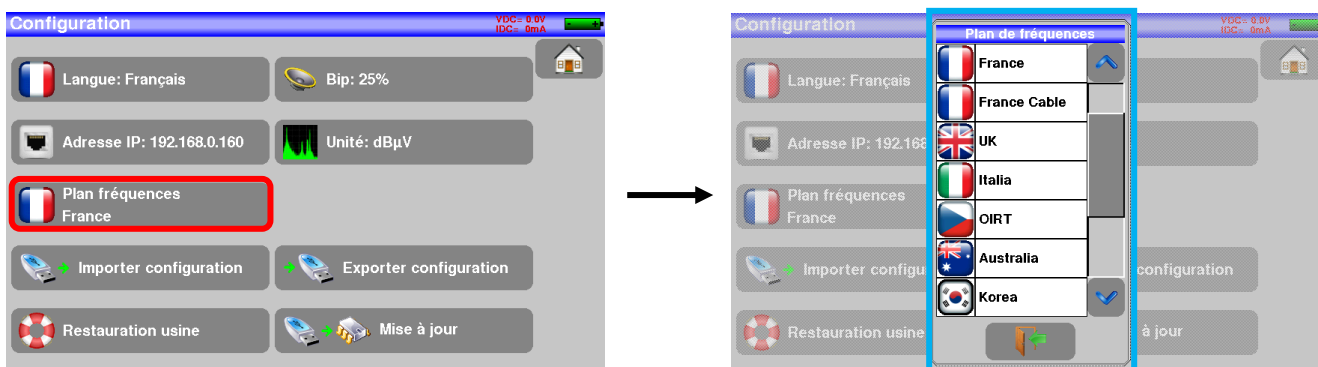 Configuration
VDC= 0.0V
IDC= 0mA
Langue: Français
Bip: 25%
Adresse IP: 192.168.0.160
Unité: dBµV
Plan fréquences
France
Importer configuration
Exporter configuration
Restauration usine
Mise à jour
Configuration
VDC= 0.0V
IDC= 0mA
Plan de fréquences
France
France Cable
UK
Italia
OIRT
Australia
Korea
Langue: Français
Adresse IP: 192.168
Plan fréquences
France
Importer configu
configuration
Restauration usine
à jour